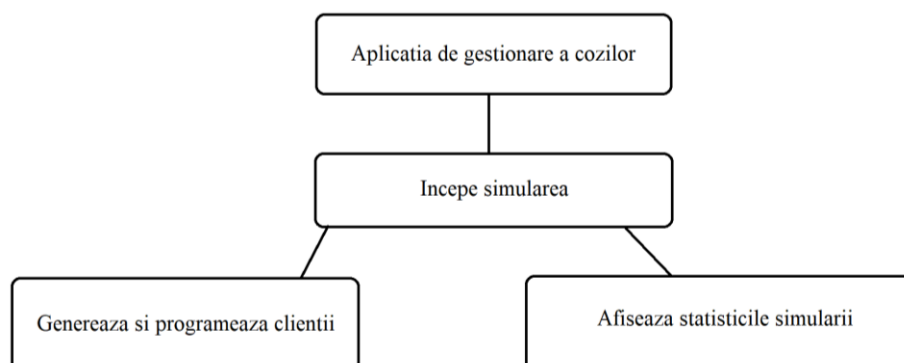 Aplicatia de gestionare a cozilor
Incepe simularea
Genereaza si programeaza clientii
Afiseaza statisticile simularii